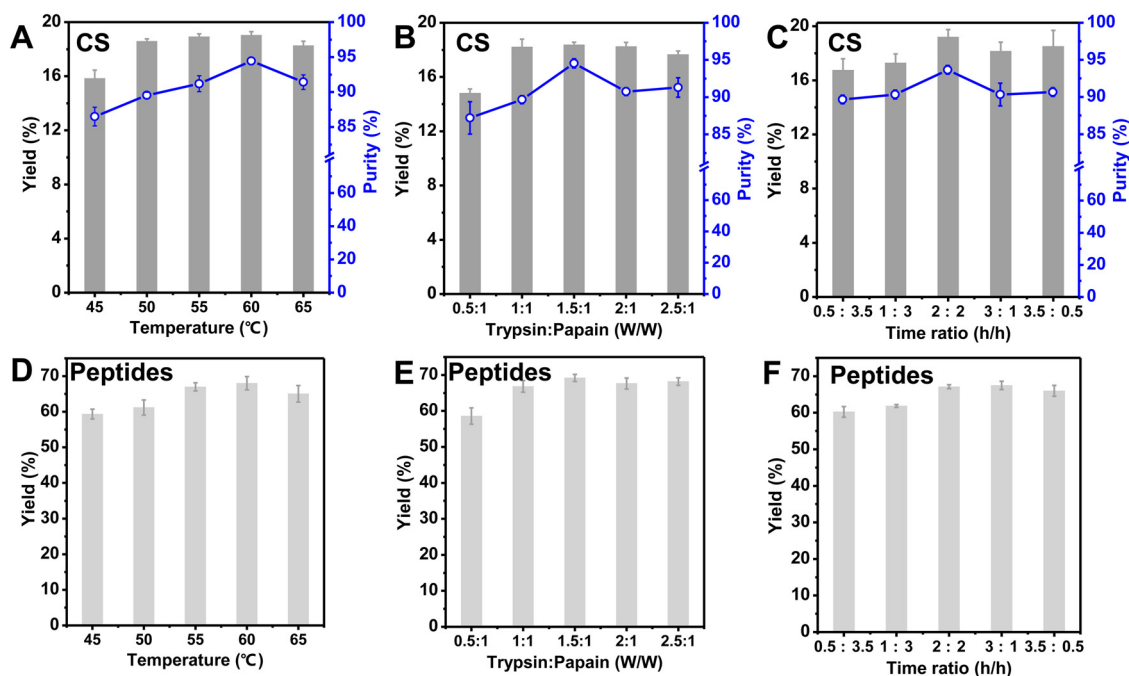 A
CS
20
16
12
8
4
0
Yield (%)
100
95
90
85
60
40
20
0
Purity (%)
45 50 55 60 65
Temperature (℃)
B
CS
20
16
12
8
4
0
Yield (%)
100
95
90
85
60
40
20
0
Purity (%)
0.5:1 1:1 1.5:1 2:1 2.5:1
Trypsin:Papain (W/W)
C
CS
20
16
12
8
4
0
Yield (%)
100
95
90
85
60
40
20
0
Purity (%)
0.5 : 3.5 1 : 3 2 : 2 3 : 1 3.5 : 0.5
Time ratio (h/h)
D
Peptides
70
60
50
40
30
20
10
0
Yield (%)
45 50 55 60 65
Temperature (℃)
E
Peptides
70
60
50
40
30
20
10
0
Yield (%)
0.5:1 1:1 1.5:1 2:1 2.5:1
Trypsin:Papain (W/W)
F
Peptides
70
60
50
40
30
20
10
0
Yield (%)
0.5 : 3.5 1 : 3 2 : 2 3 : 1 3.5 : 0.5
Time ratio (h/h)